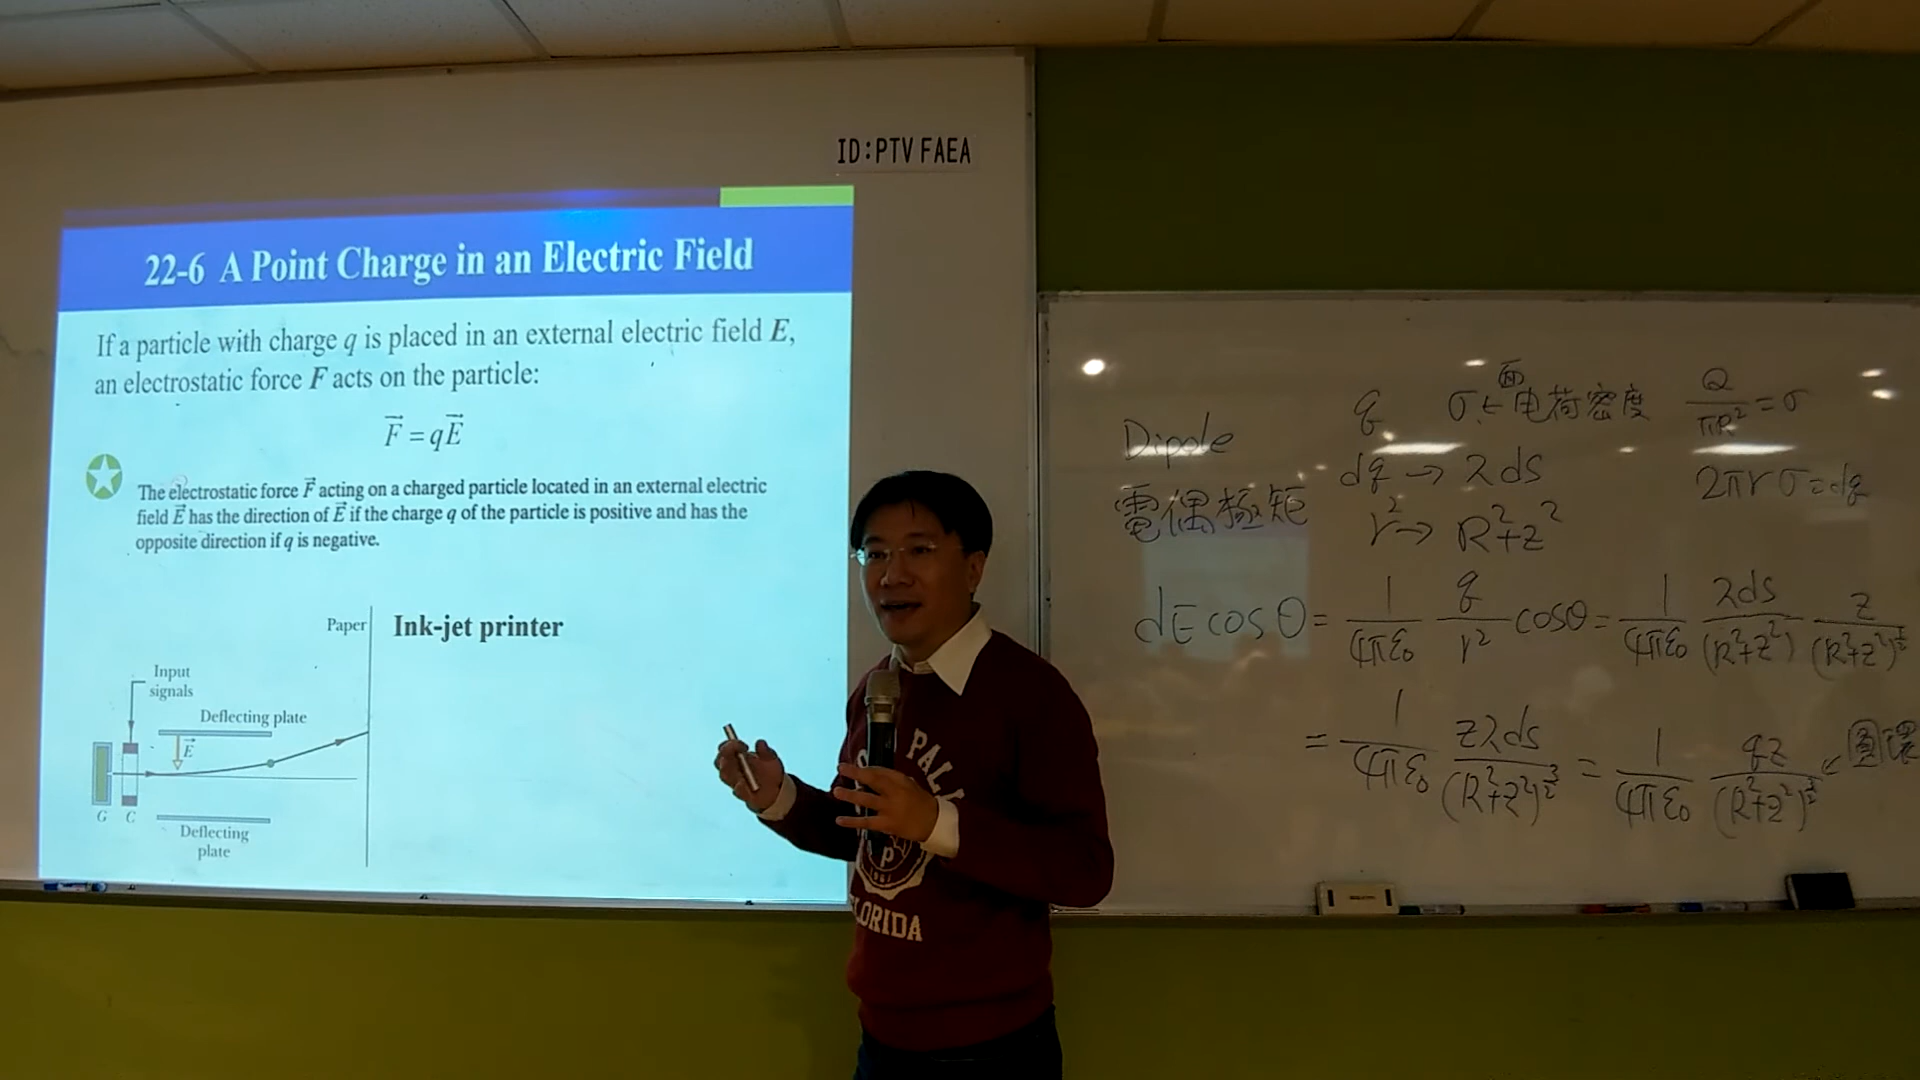 ID:PTV FAEA
22-6 A Point Charge in an Electric Field
If a particle with charge q is placed in an external electric field E,
an electrostatic force F acts on the particle:
F⃗ = qE⃗
The electrostatic force F⃗ acting on a charged particle located in an external electric
field E⃗ has the direction of E⃗ if the charge q of the particle is positive and has the
opposite direction if q is negative.
Paper
Ink-jet printer
Input
signals
Deflecting plate
E⃗
G C
Deflecting
plate
PAL
P
FLORIDA
Dipole
電偶極矩
q σ ← 面电荷密度 Q/πR² = σ
dq → λds 2πrσ = dq
r² → R²+z²
dE cosθ = 1/4πε₀ q/r² cosθ = 1/4πε₀ λds/(R²+z²) z/(R²+z²)^½
= 1/4πε₀ zλds/(R²+z²)^3/2 = 1/4πε₀ qz/(R²+z²)^3/2 ← 圓環